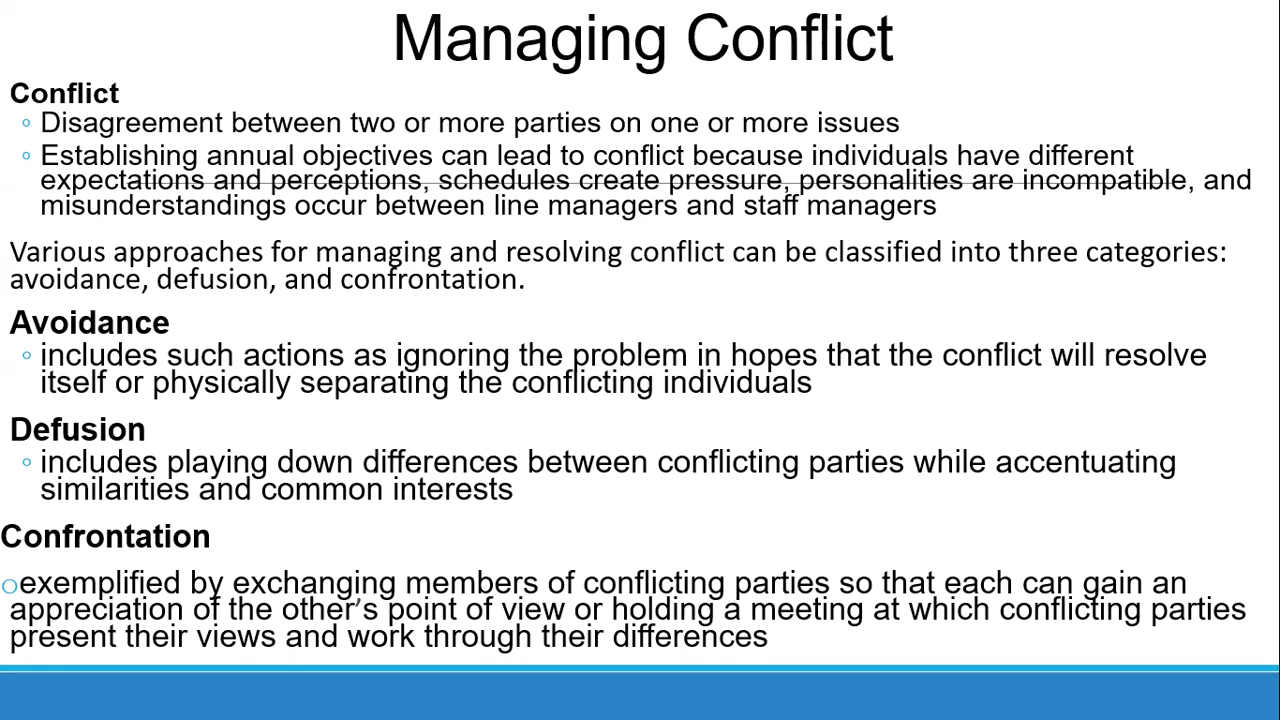 Managing Conflict
Conflict
◦ Disagreement between two or more parties on one or more issues
◦ Establishing annual objectives can lead to conflict because individuals have different
expectations and perceptions, schedules create pressure, personalities are incompatible, and
misunderstandings occur between line managers and staff managers
Various approaches for managing and resolving conflict can be classified into three categories:
avoidance, defusion, and confrontation.
Avoidance
◦ includes such actions as ignoring the problem in hopes that the conflict will resolve
itself or physically separating the conflicting individuals
Defusion
◦ includes playing down differences between conflicting parties while accentuating
similarities and common interests
Confrontation
○exemplified by exchanging members of conflicting parties so that each can gain an
appreciation of the other’s point of view or holding a meeting at which conflicting parties
present their views and work through their differences